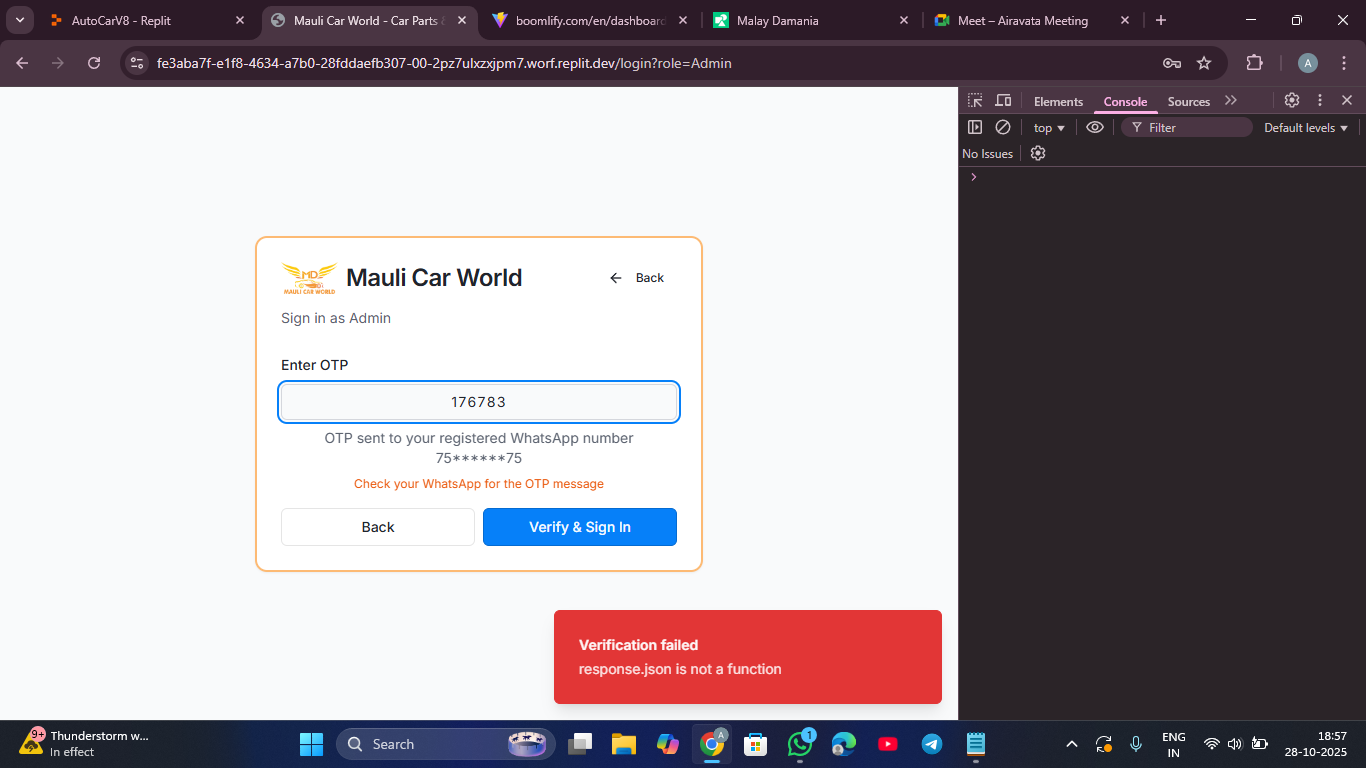 AutoCarV8 - Replit
Mauli Car World - Car Parts &
boomlify.com/en/dashboard
Malay Damania
Meet – Airavata Meeting
fe3aba7f-e1f8-4634-a7b0-28fddaefb307-00-2pz7ulxzxjpm7.worf.replit.dev/login?role=Admin
A
Elements
Console
Sources
top
Filter
Default levels
No Issues
MD
MAULI CAR WORLD
Mauli Car World
Back
Sign in as Admin
Enter OTP
176783
OTP sent to your registered WhatsApp number
75******75
Check your WhatsApp for the OTP message
Back
Verify & Sign In
Verification failed
response.json is not a function
9+
Thunderstorm w...
In effect
Search
A
1
ENG
IN
18:57
28-10-2025